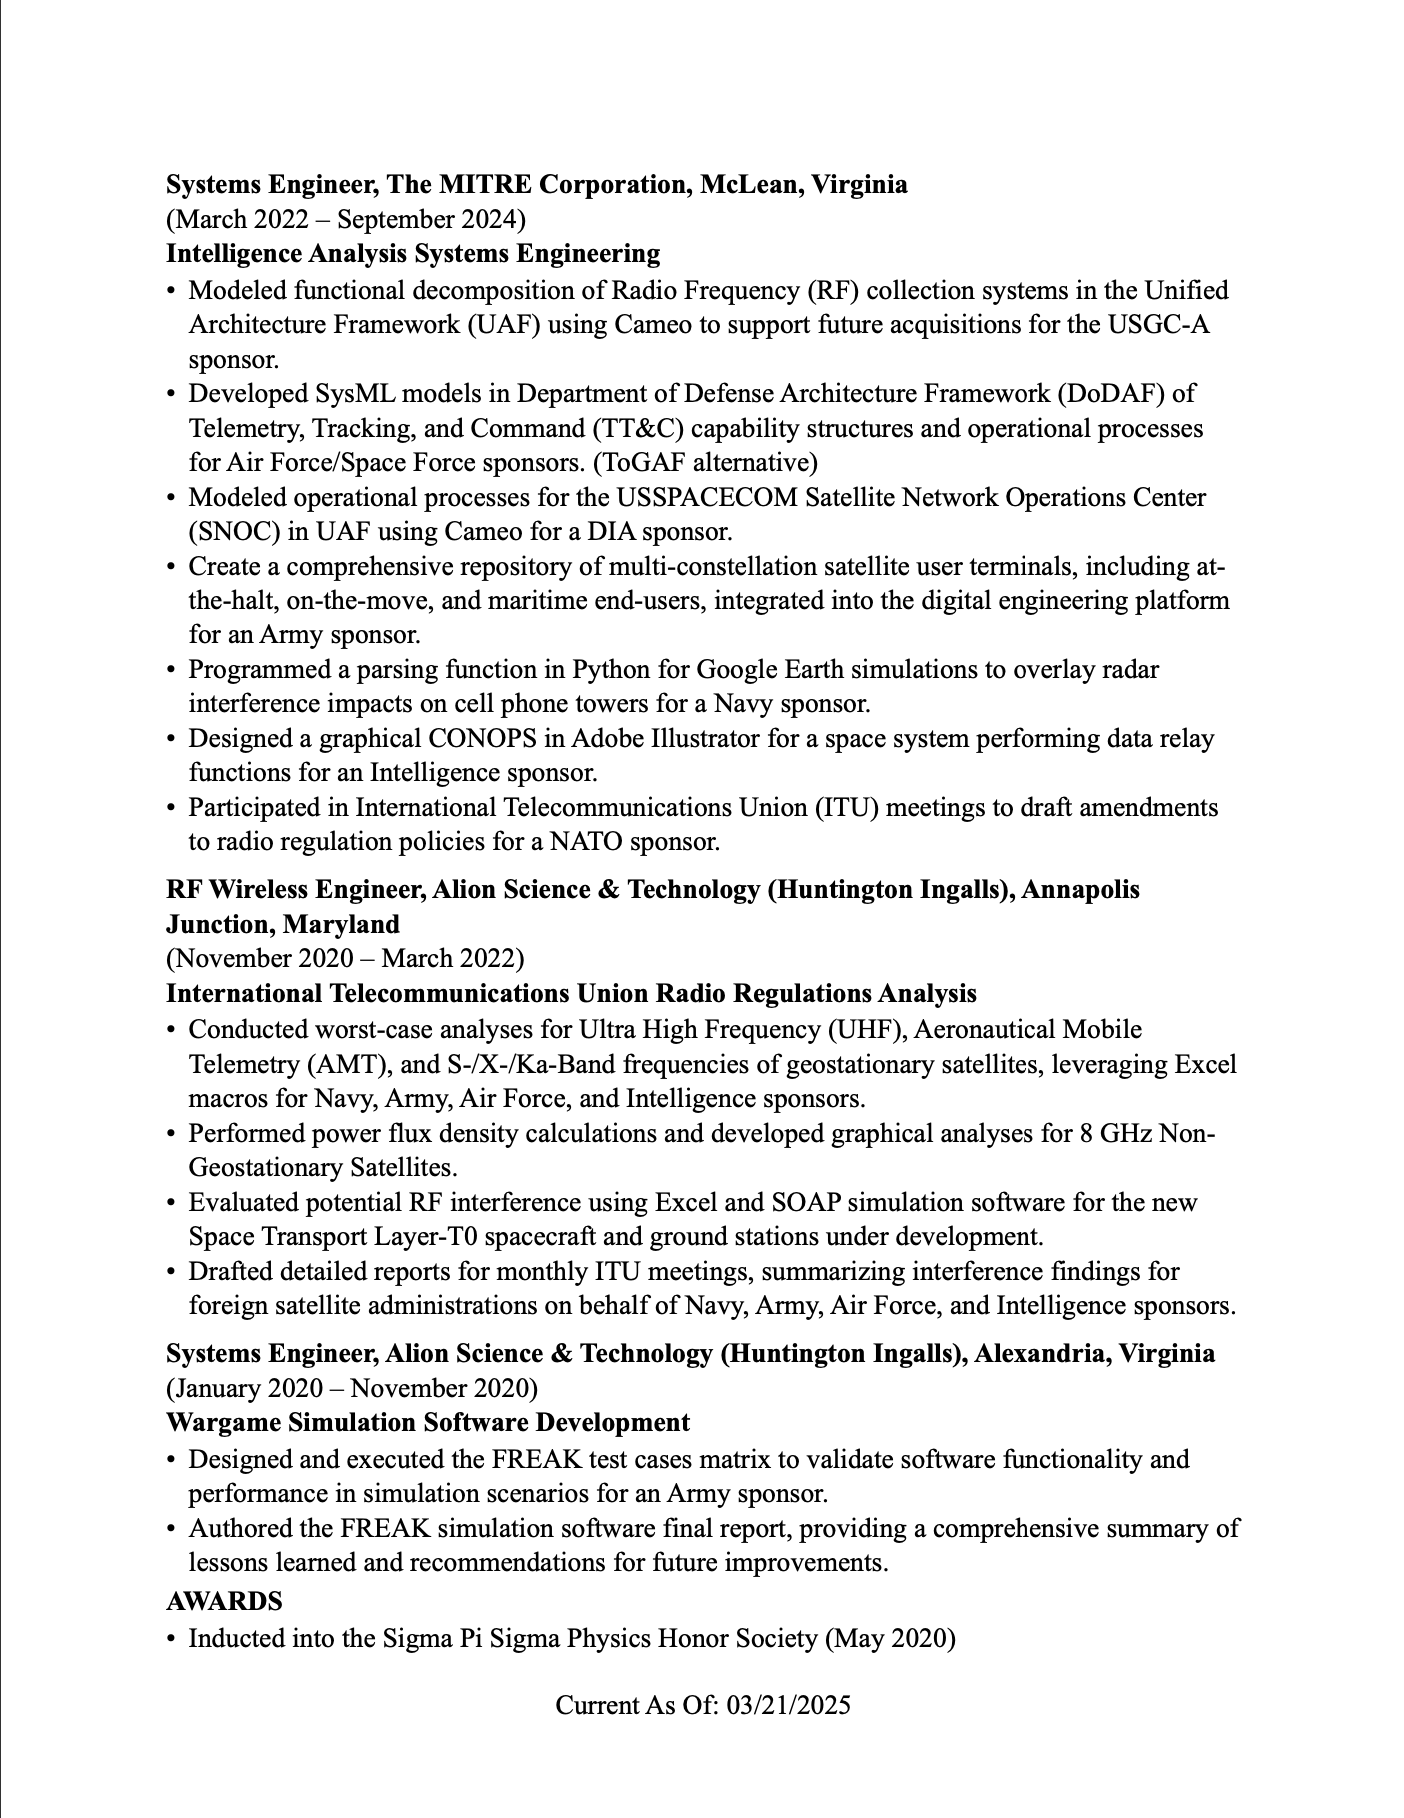 Systems Engineer, The MITRE Corporation, McLean, Virginia
(March 2022 – September 2024)
Intelligence Analysis Systems Engineering
• Modeled functional decomposition of Radio Frequency (RF) collection systems in the Unified
Architecture Framework (UAF) using Cameo to support future acquisitions for the USGC-A
sponsor.
• Developed SysML models in Department of Defense Architecture Framework (DoDAF) of
Telemetry, Tracking, and Command (TT&C) capability structures and operational processes
for Air Force/Space Force sponsors. (ToGAF alternative)
• Modeled operational processes for the USSPACECOM Satellite Network Operations Center
(SNOC) in UAF using Cameo for a DIA sponsor.
• Create a comprehensive repository of multi-constellation satellite user terminals, including at-
the-halt, on-the-move, and maritime end-users, integrated into the digital engineering platform
for an Army sponsor.
• Programmed a parsing function in Python for Google Earth simulations to overlay radar
interference impacts on cell phone towers for a Navy sponsor.
• Designed a graphical CONOPS in Adobe Illustrator for a space system performing data relay
functions for an Intelligence sponsor.
• Participated in International Telecommunications Union (ITU) meetings to draft amendments
to radio regulation policies for a NATO sponsor.
RF Wireless Engineer, Alion Science & Technology (Huntington Ingalls), Annapolis
Junction, Maryland
(November 2020 – March 2022)
International Telecommunications Union Radio Regulations Analysis
• Conducted worst-case analyses for Ultra High Frequency (UHF), Aeronautical Mobile
Telemetry (AMT), and S-/X-/Ka-Band frequencies of geostationary satellites, leveraging Excel
macros for Navy, Army, Air Force, and Intelligence sponsors.
• Performed power flux density calculations and developed graphical analyses for 8 GHz Non-
Geostationary Satellites.
• Evaluated potential RF interference using Excel and SOAP simulation software for the new
Space Transport Layer-T0 spacecraft and ground stations under development.
• Drafted detailed reports for monthly ITU meetings, summarizing interference findings for
foreign satellite administrations on behalf of Navy, Army, Air Force, and Intelligence sponsors.
Systems Engineer, Alion Science & Technology (Huntington Ingalls), Alexandria, Virginia
(January 2020 – November 2020)
Wargame Simulation Software Development
• Designed and executed the FREAK test cases matrix to validate software functionality and
performance in simulation scenarios for an Army sponsor.
• Authored the FREAK simulation software final report, providing a comprehensive summary of
lessons learned and recommendations for future improvements.
AWARDS
• Inducted into the Sigma Pi Sigma Physics Honor Society (May 2020)
Current As Of: 03/21/2025